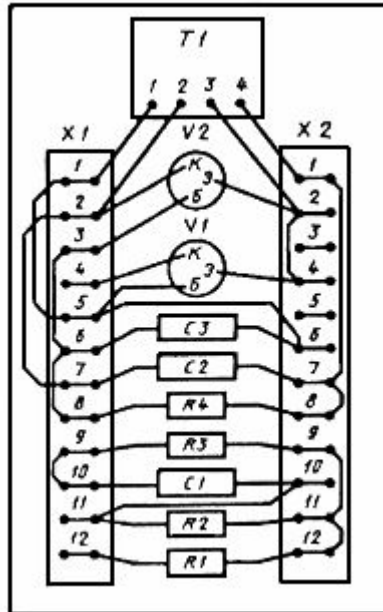 T1
1 2 3 4
X1 V2 X2
1 К Э 1
2 Б 2
3 V1 3
4 К Э 4
5 Б 5
6 C3 6
7 C2 7
8 R4 8
9 R3 9
10 C1 10
11 R2 11
12 R1 12